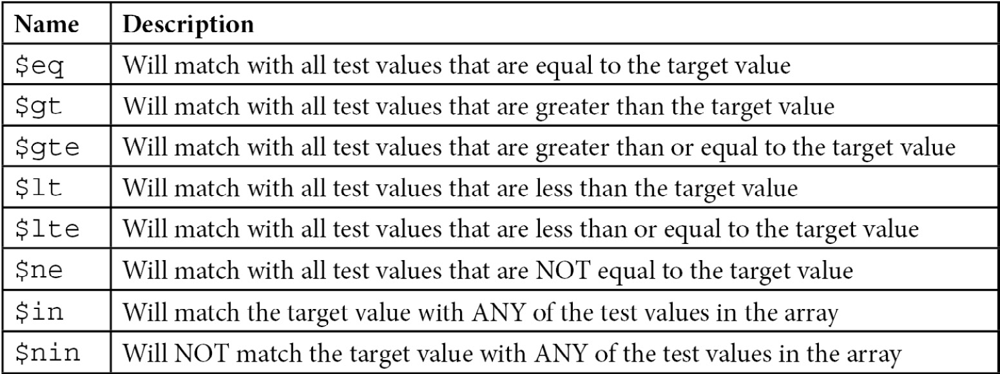 Name Description
$eq Will match with all test values that are equal to the target value
$gt Will match with all test values that are greater than the target value
$gte Will match with all test values that are greater than or equal to the target value
$lt Will match with all test values that are less than the target value
$lte Will match with all test values that are less than or equal to the target value
$ne Will match with all test values that are NOT equal to the target value
$in Will match the target value with ANY of the test values in the array
$nin Will NOT match the target value with ANY of the test values in the array